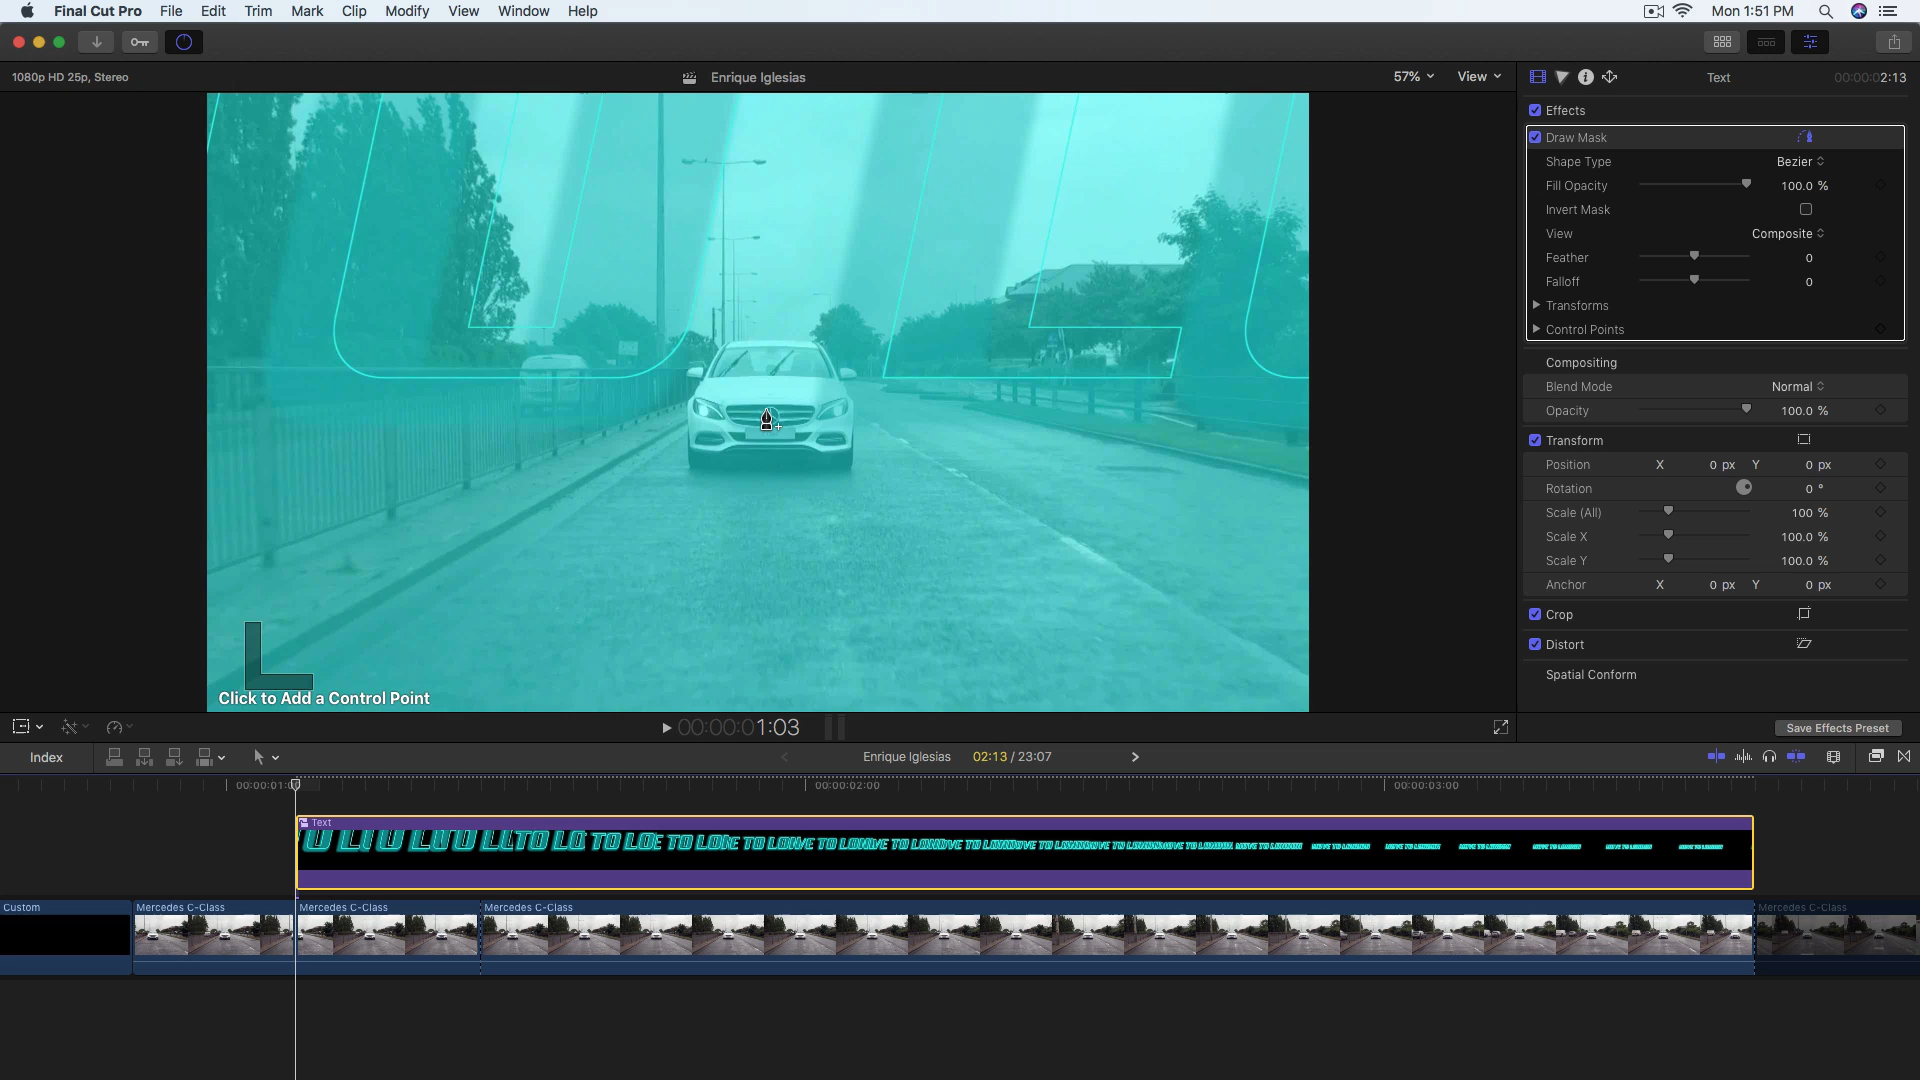 Final Cut Pro File Edit Trim Mark Clip Modify View Window Help Mon 1:51 PM
1080p HD 25p, Stereo Enrique Iglesias 57% View Text 00:00:02:13
Effects
Draw Mask
Shape Type Bezier
Fill Opacity 100.0 %
Invert Mask
View Composite
Feather 0
Falloff 0
Transforms
Control Points
Compositing
Blend Mode Normal
Opacity 100.0 %
Transform
Position X 0 px Y 0 px
Rotation 0 °
Scale (All) 100 %
Scale X 100.0 %
Scale Y 100.0 %
Anchor X 0 px Y 0 px
Crop
Distort
Spatial Conform
Click to Add a Control Point
00:00:01:03 Save Effects Preset
Index Enrique Iglesias 02:13 / 23:07
00:00:01:00 00:00:02:00 00:00:03:00
Text
Custom Mercedes C-Class Mercedes C-Class Mercedes C-Class Mercedes C-Class